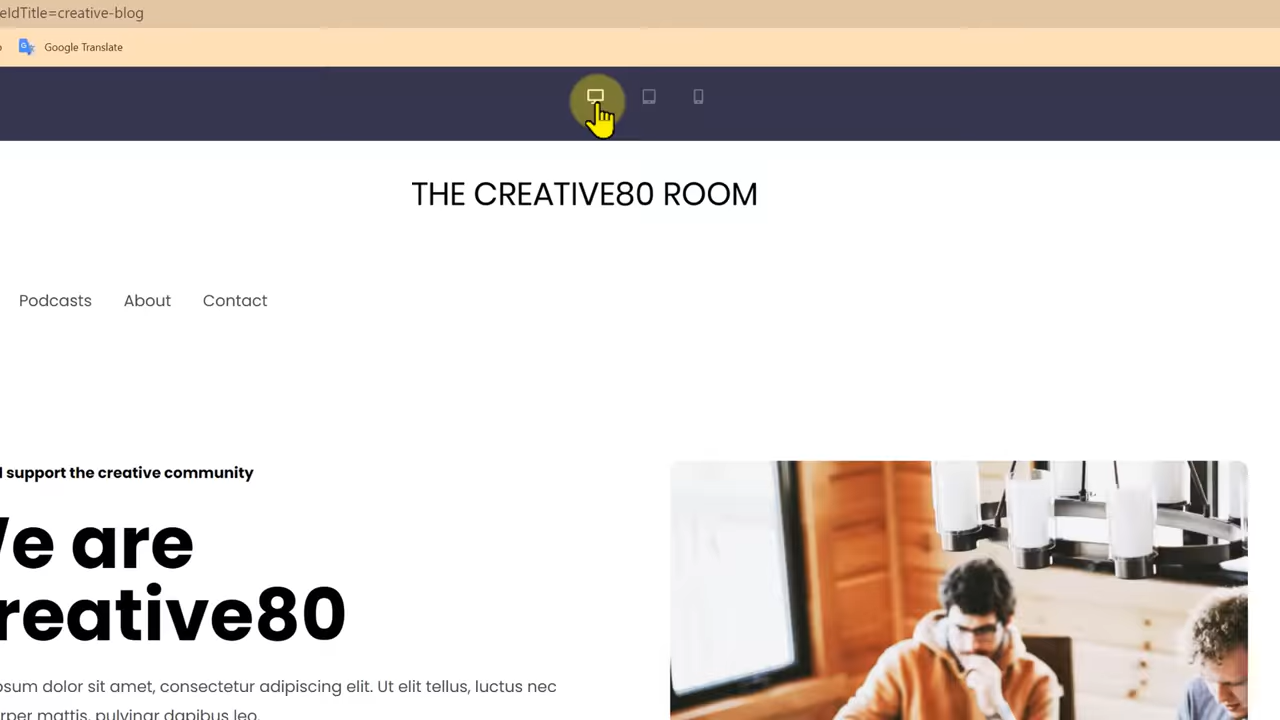 eldTitle=creative-blog
Google Translate
THE CREATIVE80 ROOM
Podcasts About Contact
support the creative community
We are
reative80
psum dolor sit amet, consectetur adipiscing elit. Ut elit tellus, luctus nec
rper mattis, pulvinar dapibus leo.